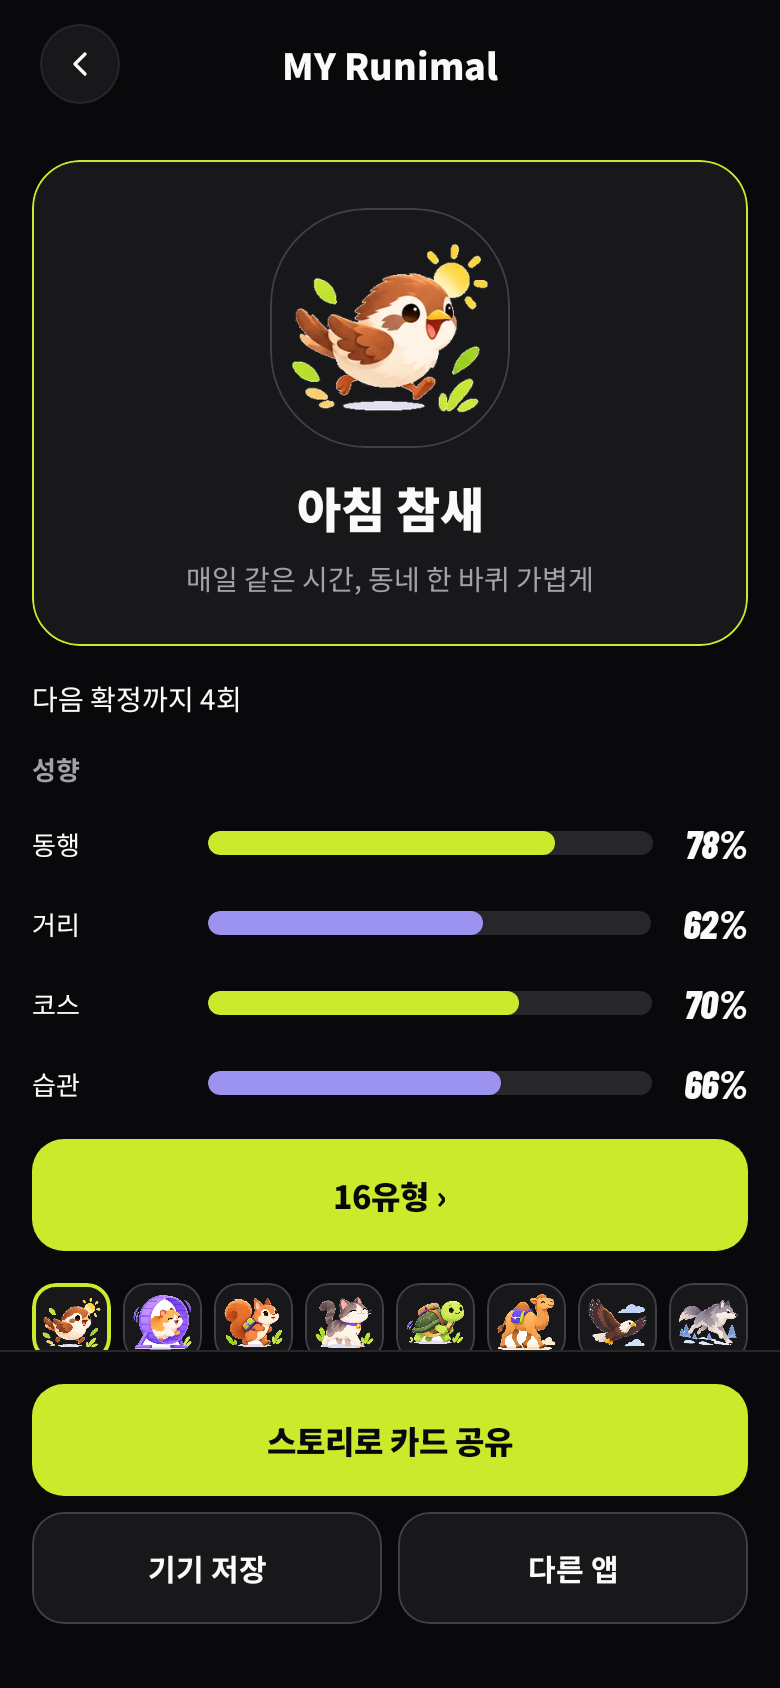 MY Runimal
아침 참새
매일 같은 시간, 동네 한 바퀴 가볍게
다음 확정까지 4회
성향
동행 78%
거리 62%
코스 70%
습관 66%
16유형 ›
스토리로 카드 공유
기기 저장
다른 앱